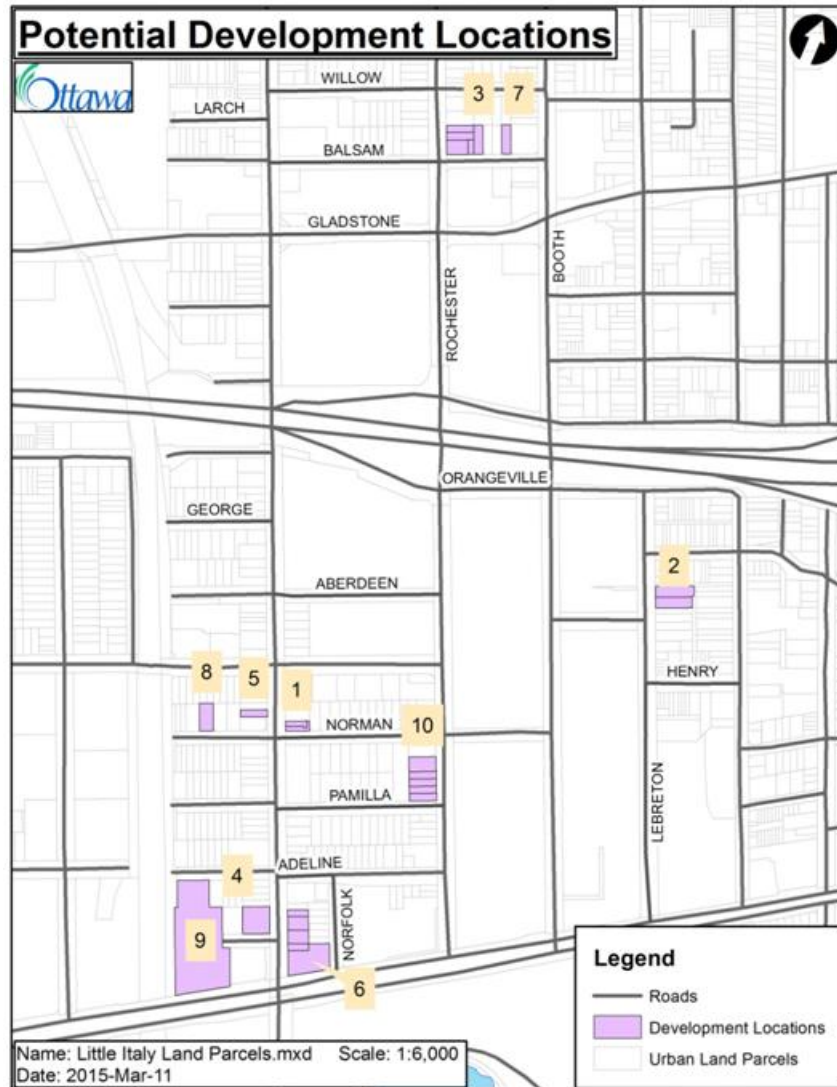 Potential Development Locations
Ottawa
WILLOW
LARCH
3
7
BALSAM
GLADSTONE
BOOTH
ROCHESTER
ORANGEVILLE
GEORGE
2
ABERDEEN
8
5
1
HENRY
NORMAN
10
PAMILLA
LEBRETON
ADELINE
4
NORFOLK
9
6
Legend
Roads
Development Locations
Urban Land Parcels
Name: Little Italy Land Parcels.mxd Scale: 1:6,000
Date: 2015-Mar-11